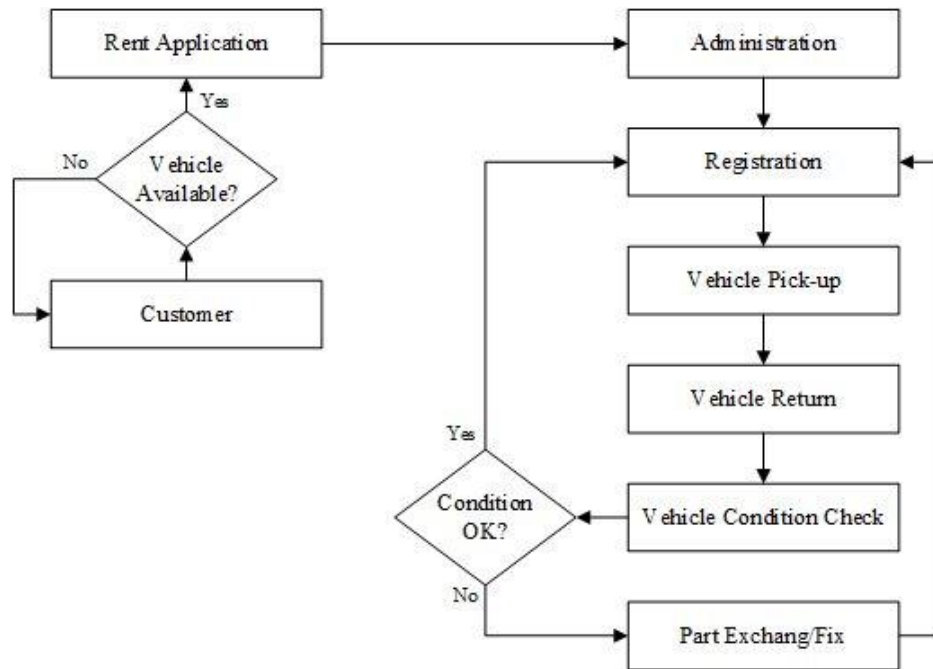 Rent Application
Administration
Yes
No
Vehicle
Available?
Registration
Customer
Vehicle Pick-up
Vehicle Return
Yes
Condition
OK?
Vehicle Condition Check
No
Part Exchang/Fix